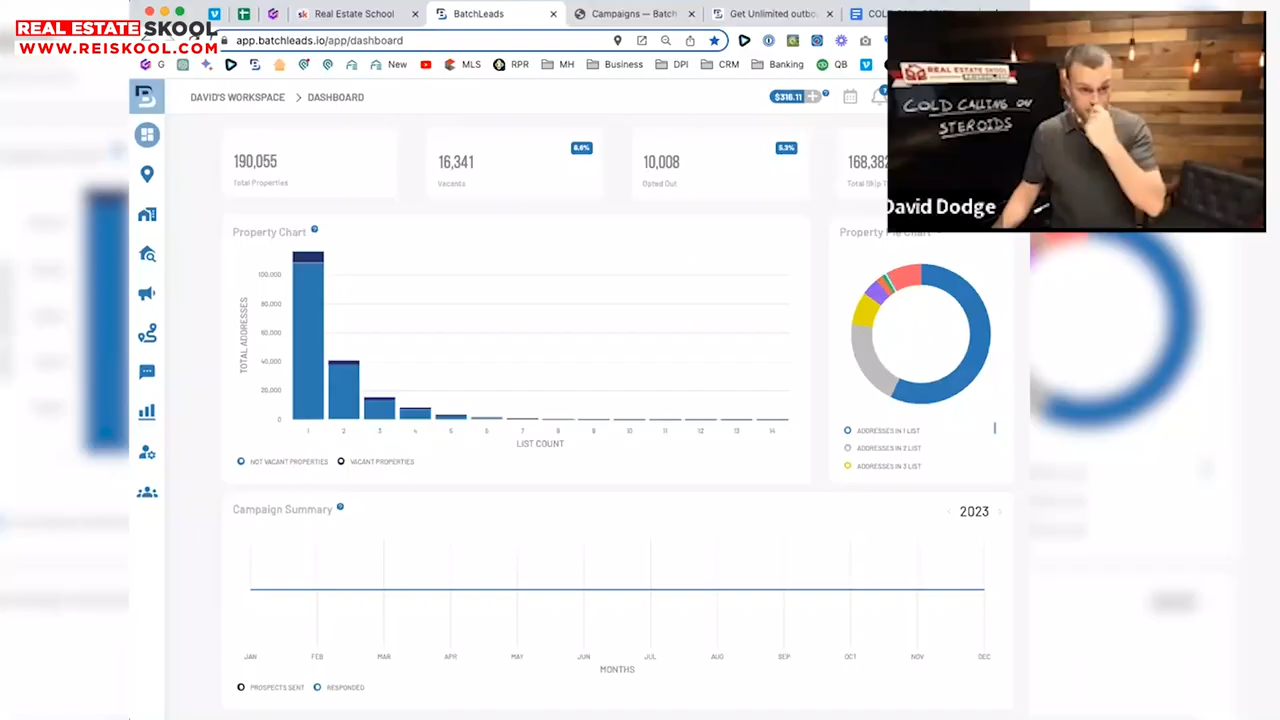 REAL ESTATE SKOOL
WWW.REISKOOL.COM
Real Estate School
BatchLeads
Campaigns — Batch
Get Unlimited outbo
app.batchleads.io/app/dashboard
G
New
MLS
RPR
MH
Business
DPI
CRM
Banking
QB
DAVID'S WORKSPACE > DASHBOARD
$316.11
190,055
Total Properties
16,341
6.6%
Vacants
10,008
5.3%
Opted Out
168,382
Property Chart
TOTAL ADDRESSES
100,000
80,000
60,000
40,000
20,000
0
1 2 3 4 5 6 7 8 9 10 11 12 13 14
LIST COUNT
NOT VACANT PROPERTIES
VACANT PROPERTIES
ADDRESSES IN 1 LIST
ADDRESSES IN 2 LIST
ADDRESSES IN 3 LIST
Campaign Summary
2023
JAN FEB MAR APR MAY JUN JUL AUG SEP OCT NOV DEC
MONTHS
PROSPECTS SENT
RESPONDED
REAL ESTATE SKOOL
COLD CALLING ON
STEROIDS
David Dodge